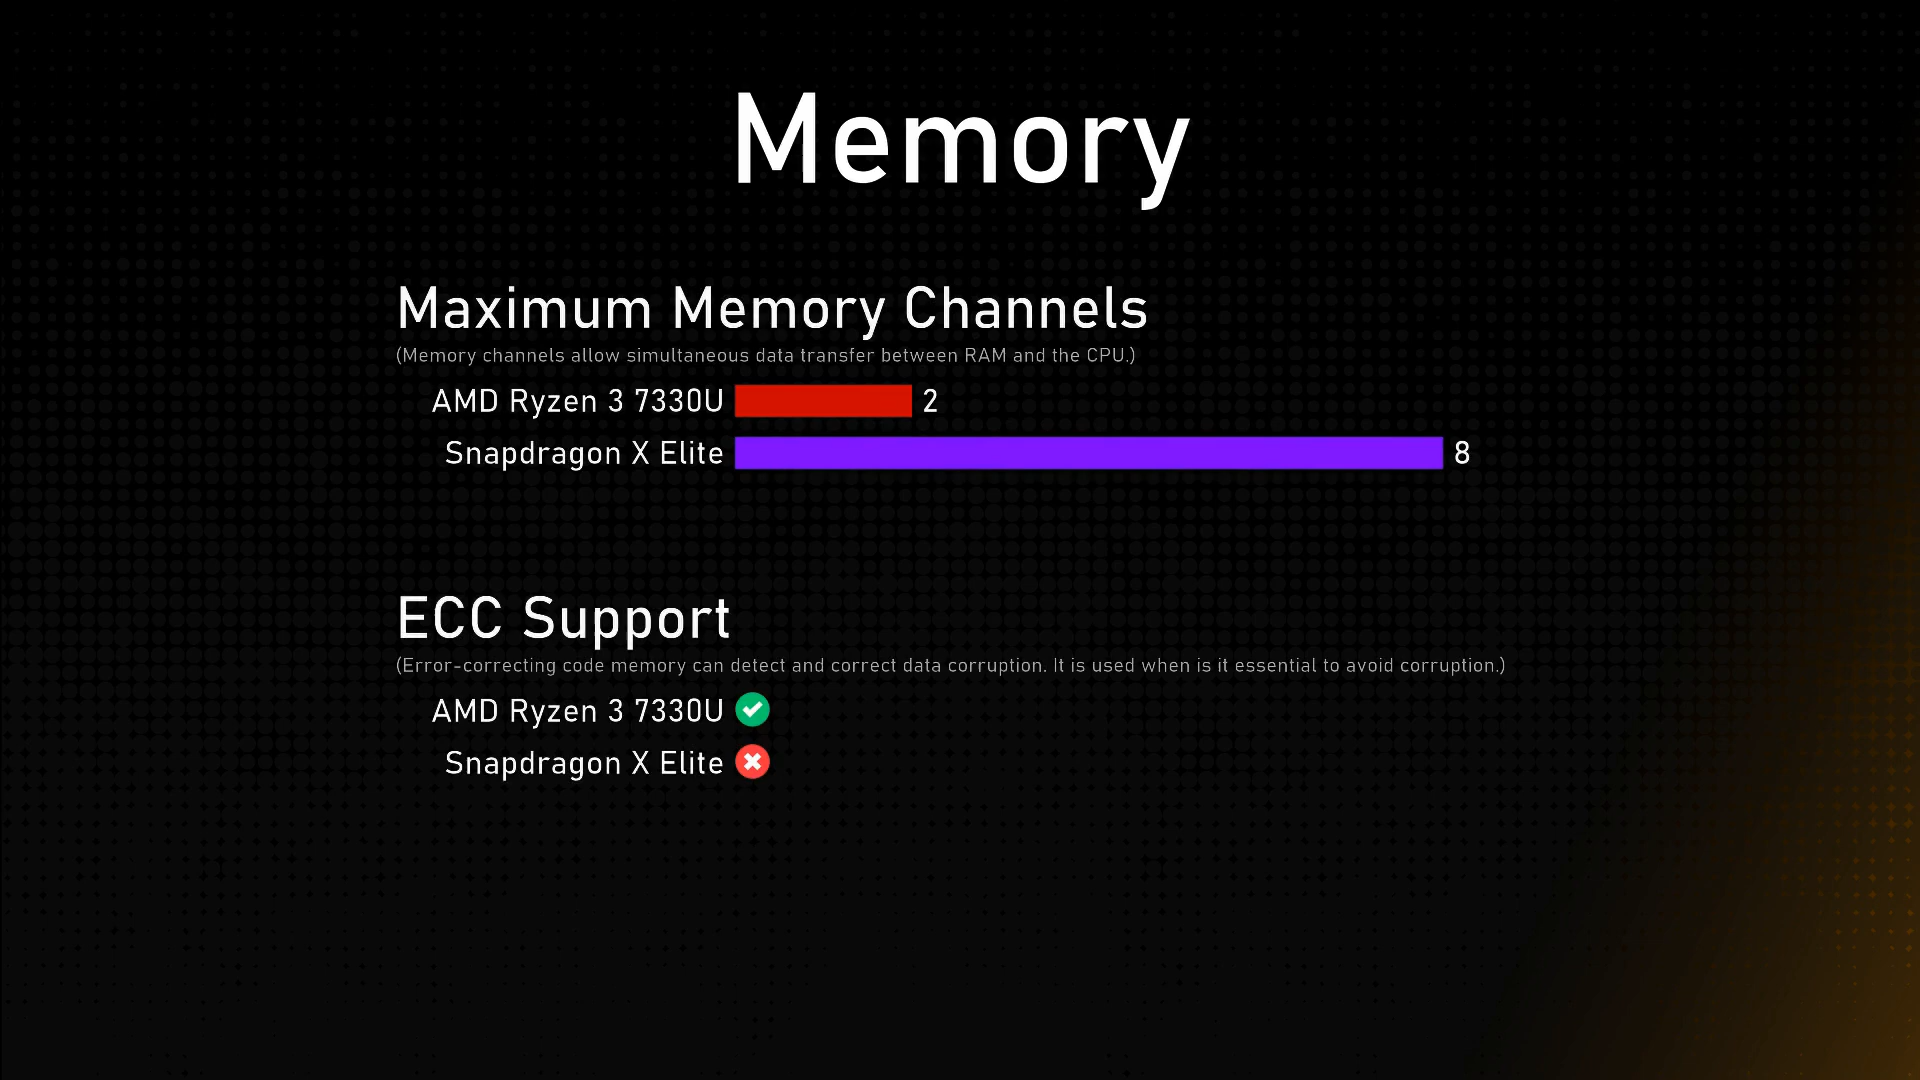 Memory
Maximum Memory Channels
(Memory channels allow simultaneous data transfer between RAM and the CPU.)
AMD Ryzen 3 7330U 2
Snapdragon X Elite 8
ECC Support
(Error-correcting code memory can detect and correct data corruption. It is used when is it essential to avoid corruption.)
AMD Ryzen 3 7330U
Snapdragon X Elite